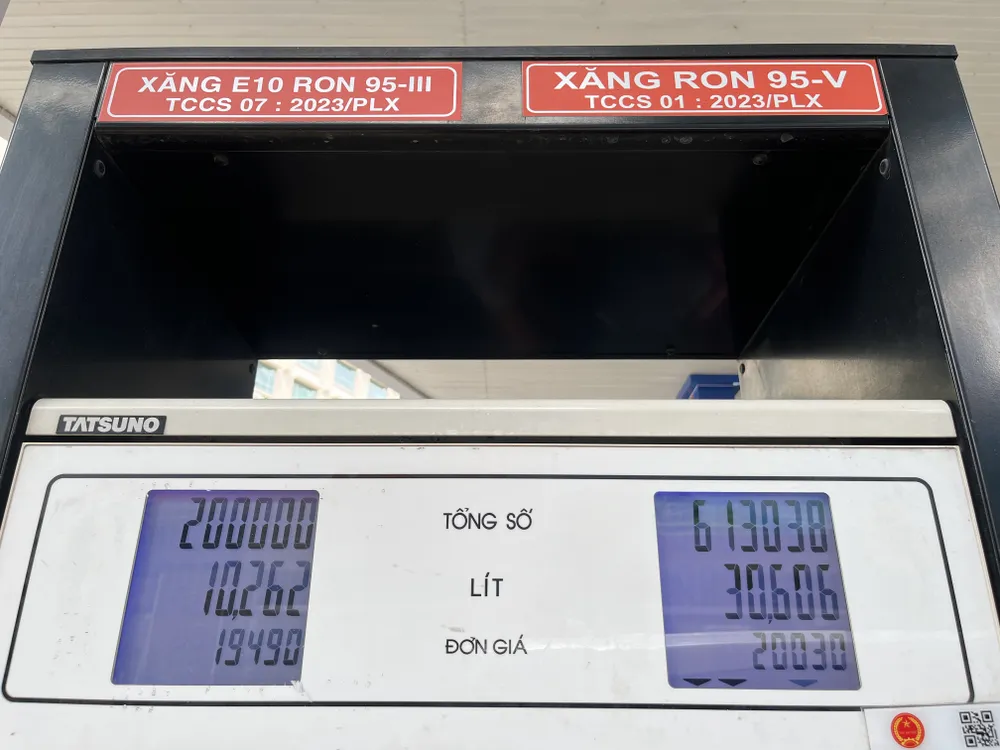 XĂNG E10 RON 95-III
TCCS 07 : 2023/PLX
XĂNG RON 95-V
TCCS 01 : 2023/PLX
TATSUNO
200000 TỔNG SỐ 613038
10,262 LÍT 30,606
19490 ĐƠN GIÁ 20030